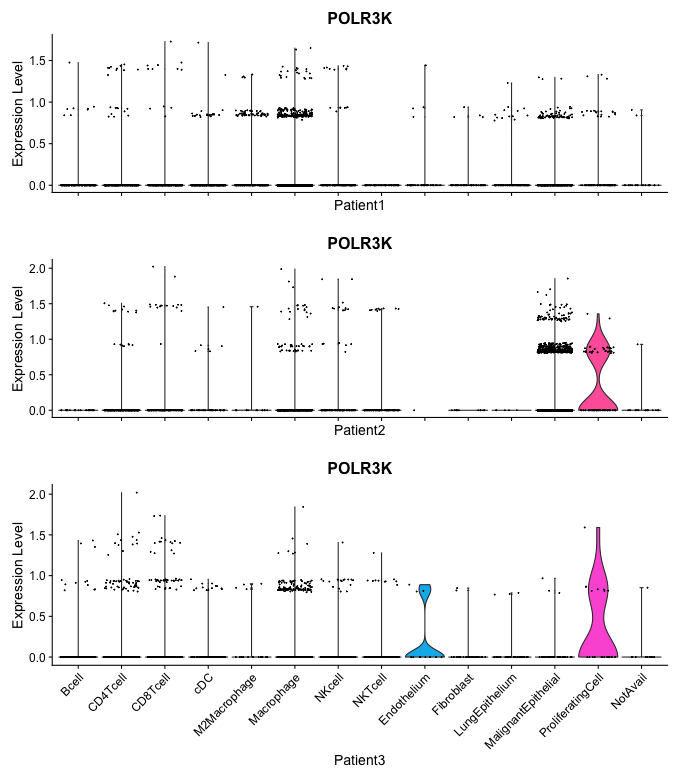 POLR3K
Expression Level
1.5
1.0
0.5
0.0
Patient1
POLR3K
Expression Level
2.0
1.5
1.0
0.5
0.0
Patient2
POLR3K
Expression Level
2.0
1.5
1.0
0.5
0.0
Bcell
CD4Tcell
CD8Tcell
cDC
M2Macrophage
Macrophage
NKcell
NKTcell
Endothelium
Fibroblast
LungEpithelium
MalignantEpithelial
ProliferatingCell
NotAvail
Patient3